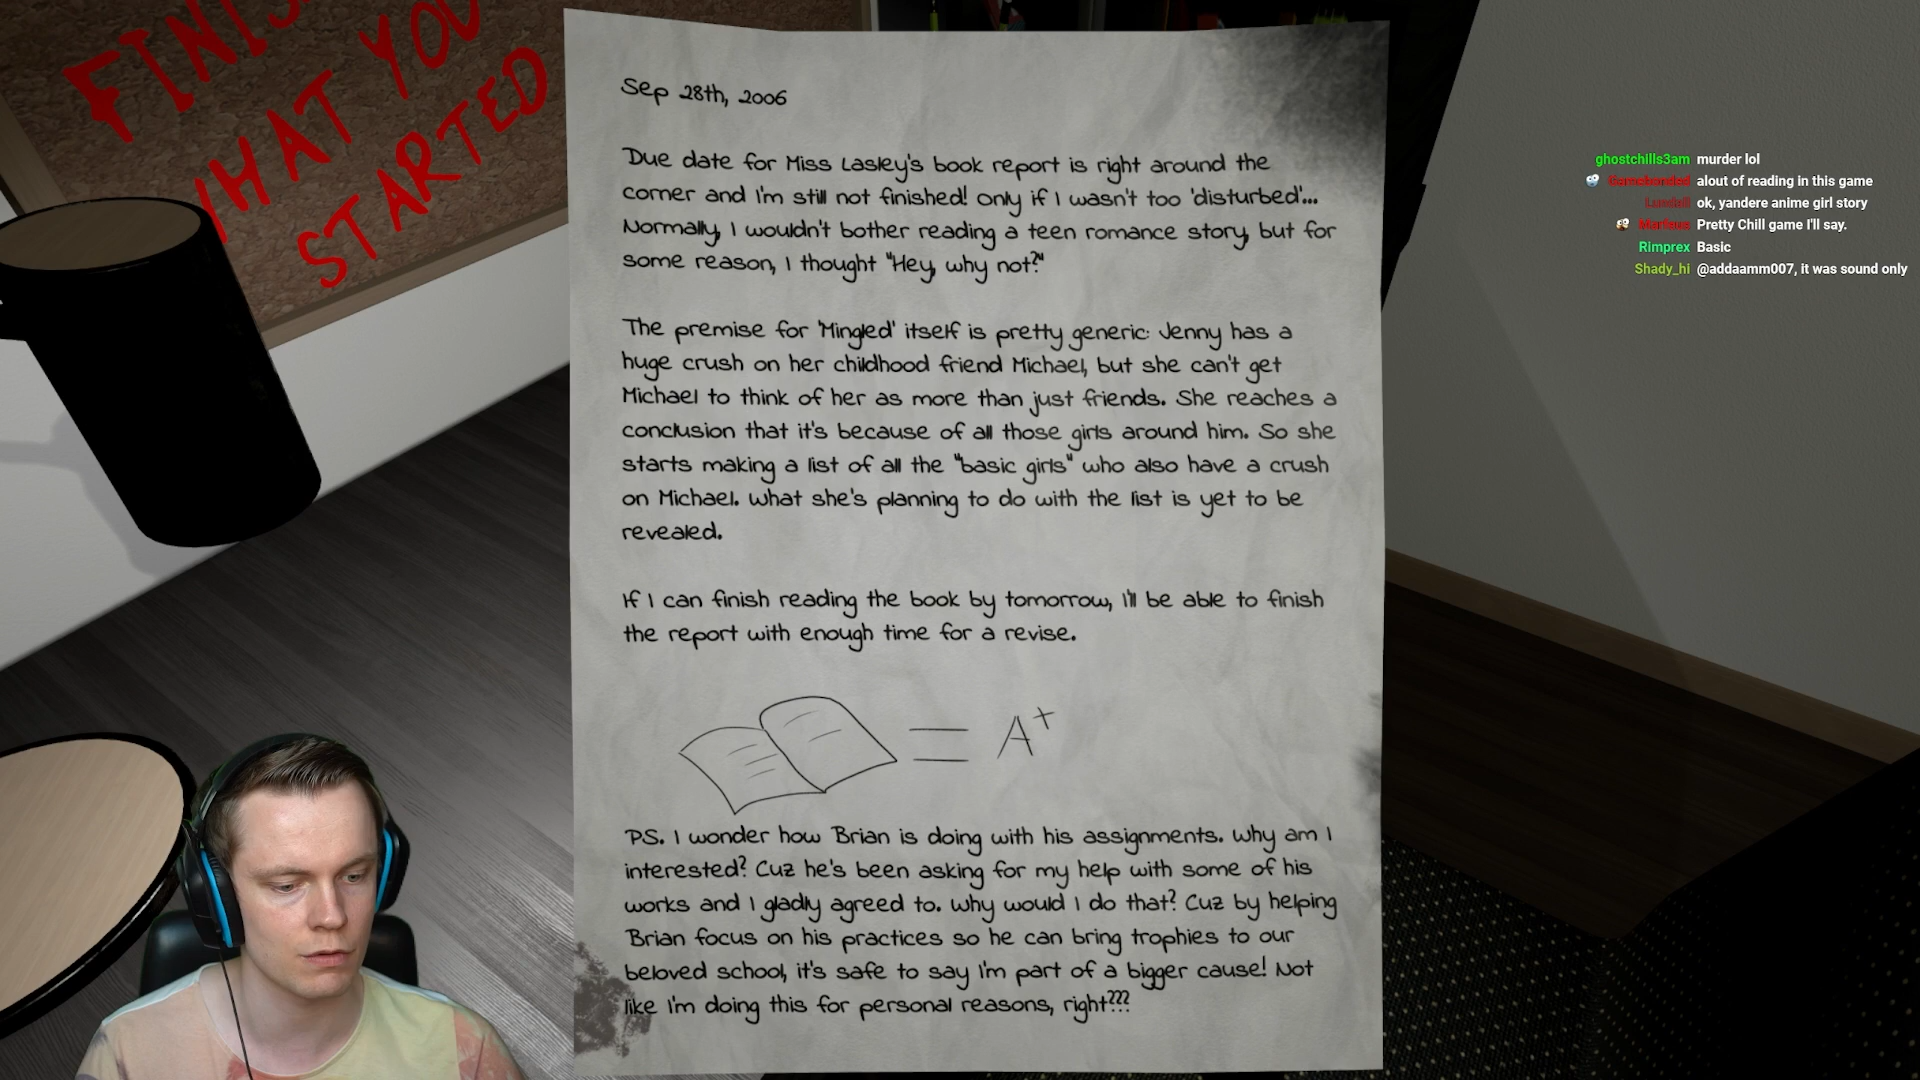 FINIS
WHAT YOU
STARTED
Sep 28th, 2006
Due date for Miss Lasley's book report is right around the
corner and I'm still not finished! Only if I wasn't too 'disturbed'...
Normally, I wouldn't bother reading a teen romance story, but for
some reason, I thought "Hey, why not?"
The premise for 'Mingled' itself is pretty generic: Jenny has a
huge crush on her childhood friend Michael, but she can't get
Michael to think of her as more than just friends. She reaches a
conclusion that it's because of all those girls around him. So she
starts making a list of all the "basic girls" who also have a crush
on Michael. What she's planning to do with the list is yet to be
revealed.
If I can finish reading the book by tomorrow, I'll be able to finish
the report with enough time for a revise.
= A+
PS. I wonder how Brian is doing with his assignments. Why am I
interested? Cuz he's been asking for my help with some of his
works and I gladly agreed to. Why would I do that? Cuz by helping
Brian focus on his practices so he can bring trophies to our
beloved school, it's safe to say I'm part of a bigger cause! Not
like I'm doing this for personal reasons, right???
ghostchills3am murder lol
alout of reading in this game
ok, yandere anime girl story
Pretty Chill game I'll say.
Rimprex Basic
Shady_hi @addaamm007, it was sound only